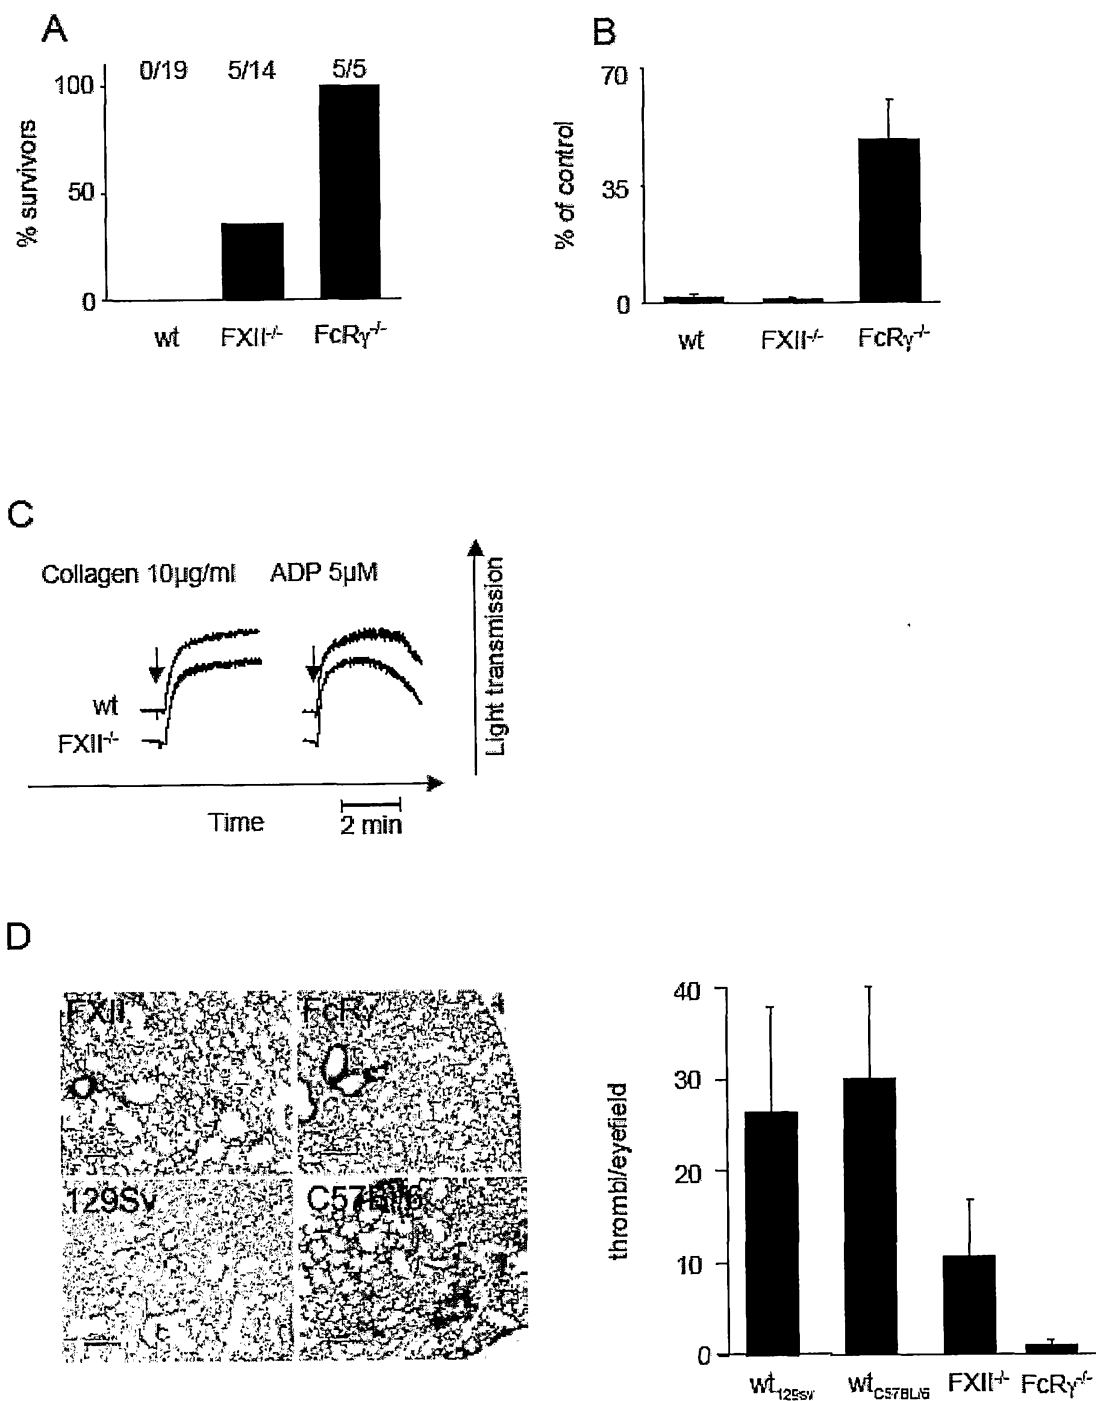 A
0/19 5/14 5/5
100
50
0
% survivors
wt FXII-/- FcRγ-/-
B
70
35
0
% of control
wt FXII-/- FcRγ-/-
C
Collagen 10µg/ml ADP 5µM
wt
FXII-/-
Light transmission
Time
2 min
D
FXII FcRγ
129Sv C57Bl/6
40
30
20
10
0
thrombi/eyefield
wt129sv wtC57BL/6 FXII-/- FcRγ-/-